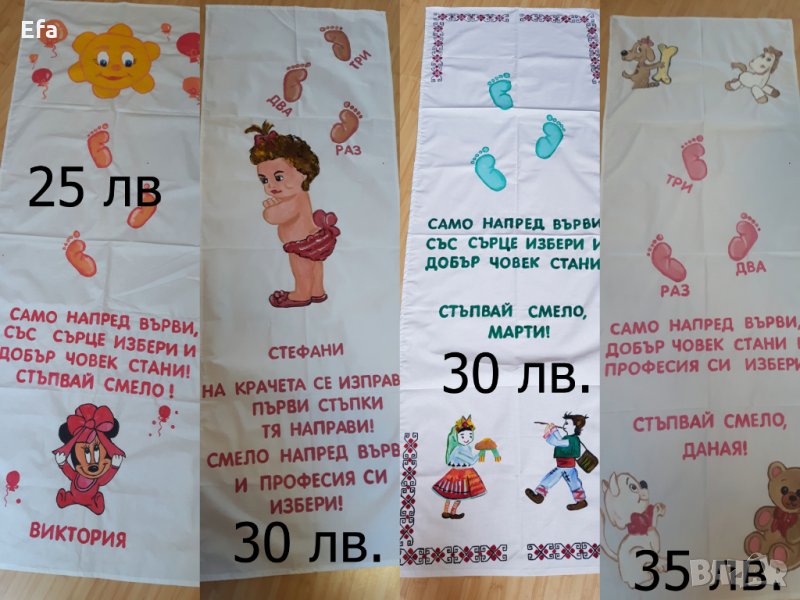 Efa
25 лв
САМО НАПРЕД ВЪРВИ,
СЪС СЪРЦЕ ИЗБЕРИ И
ДОБЪР ЧОВЕК СТАНИ!
СТЪПВАЙ СМЕЛО!
ВИКТОРИЯ
ТРИ
ДВА
РАЗ
СТЕФАНИ
НА КРАЧЕТА СЕ ИЗПРАВ
ПЪРВИ СТЪПКИ
ТЯ НАПРАВИ!
СМЕЛО НАПРЕД ВЪРВ
И ПРОФЕСИЯ СИ
ИЗБЕРИ!
30 лв.
САМО НАПРЕД ВЪРВИ,
СЪС СЪРЦЕ ИЗБЕРИ И
ДОБЪР ЧОВЕК СТАНИ
СТЪПВАЙ СМЕЛО,
МАРТИ!
30 лв.
ТРИ
ДВА
РАЗ
САМО НАПРЕД ВЪРВИ,
ДОБЪР ЧОВЕК СТАНИ И
ПРОФЕСИЯ СИ ИЗБЕРИ
СТЪПВАЙ СМЕЛО,
ДАНАЯ!
35 лв.
BAZAR